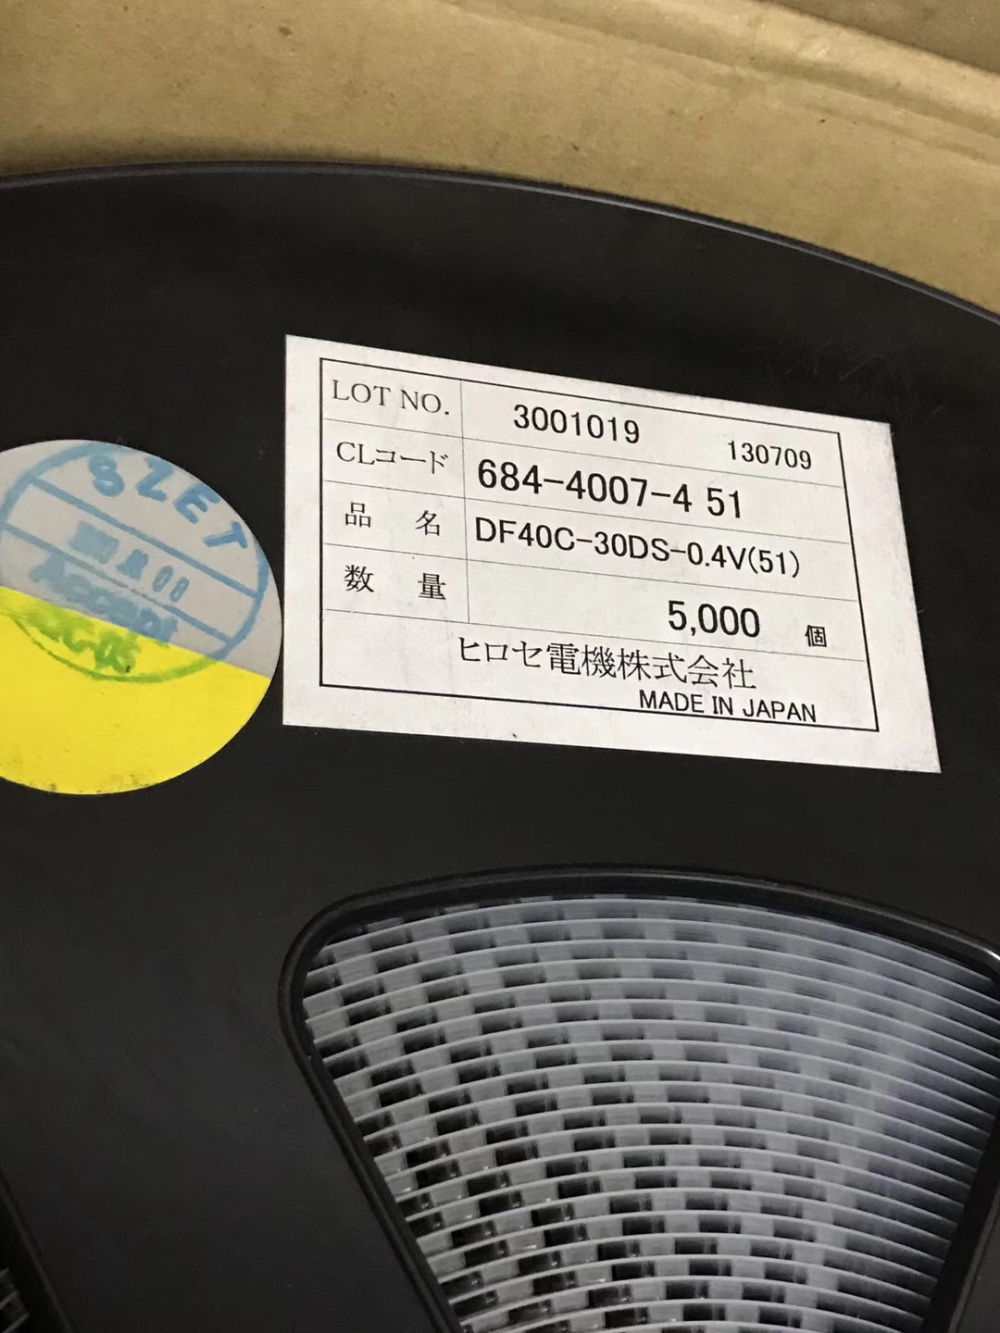 LOT NO. 3001019 130709
CLコード 684-4007-4 51
品 名 DF40C-30DS-0.4V(51)
数 量 5,000 個
ヒロセ電機株式会社
MADE IN JAPAN
SZET
QC-05